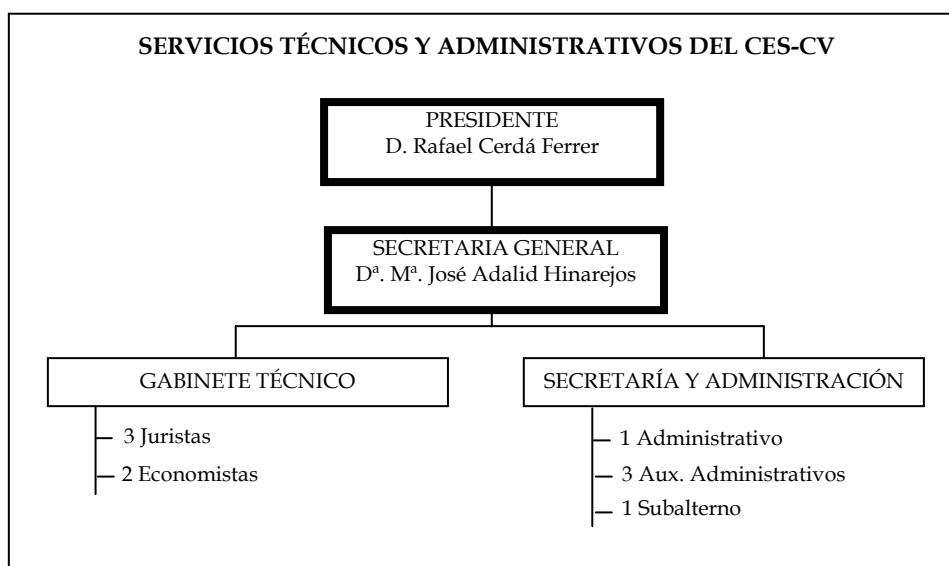 SERVICIOS TÉCNICOS Y ADMINISTRATIVOS DEL CES-CV
PRESIDENTE
D. Rafael Cerdá Ferrer
SECRETARIA GENERAL
Dª. Mª. José Adalid Hinarejos
GABINETE TÉCNICO
3 Juristas
2 Economistas
SECRETARÍA Y ADMINISTRACIÓN
1 Administrativo
3 Aux. Administrativos
1 Subalterno